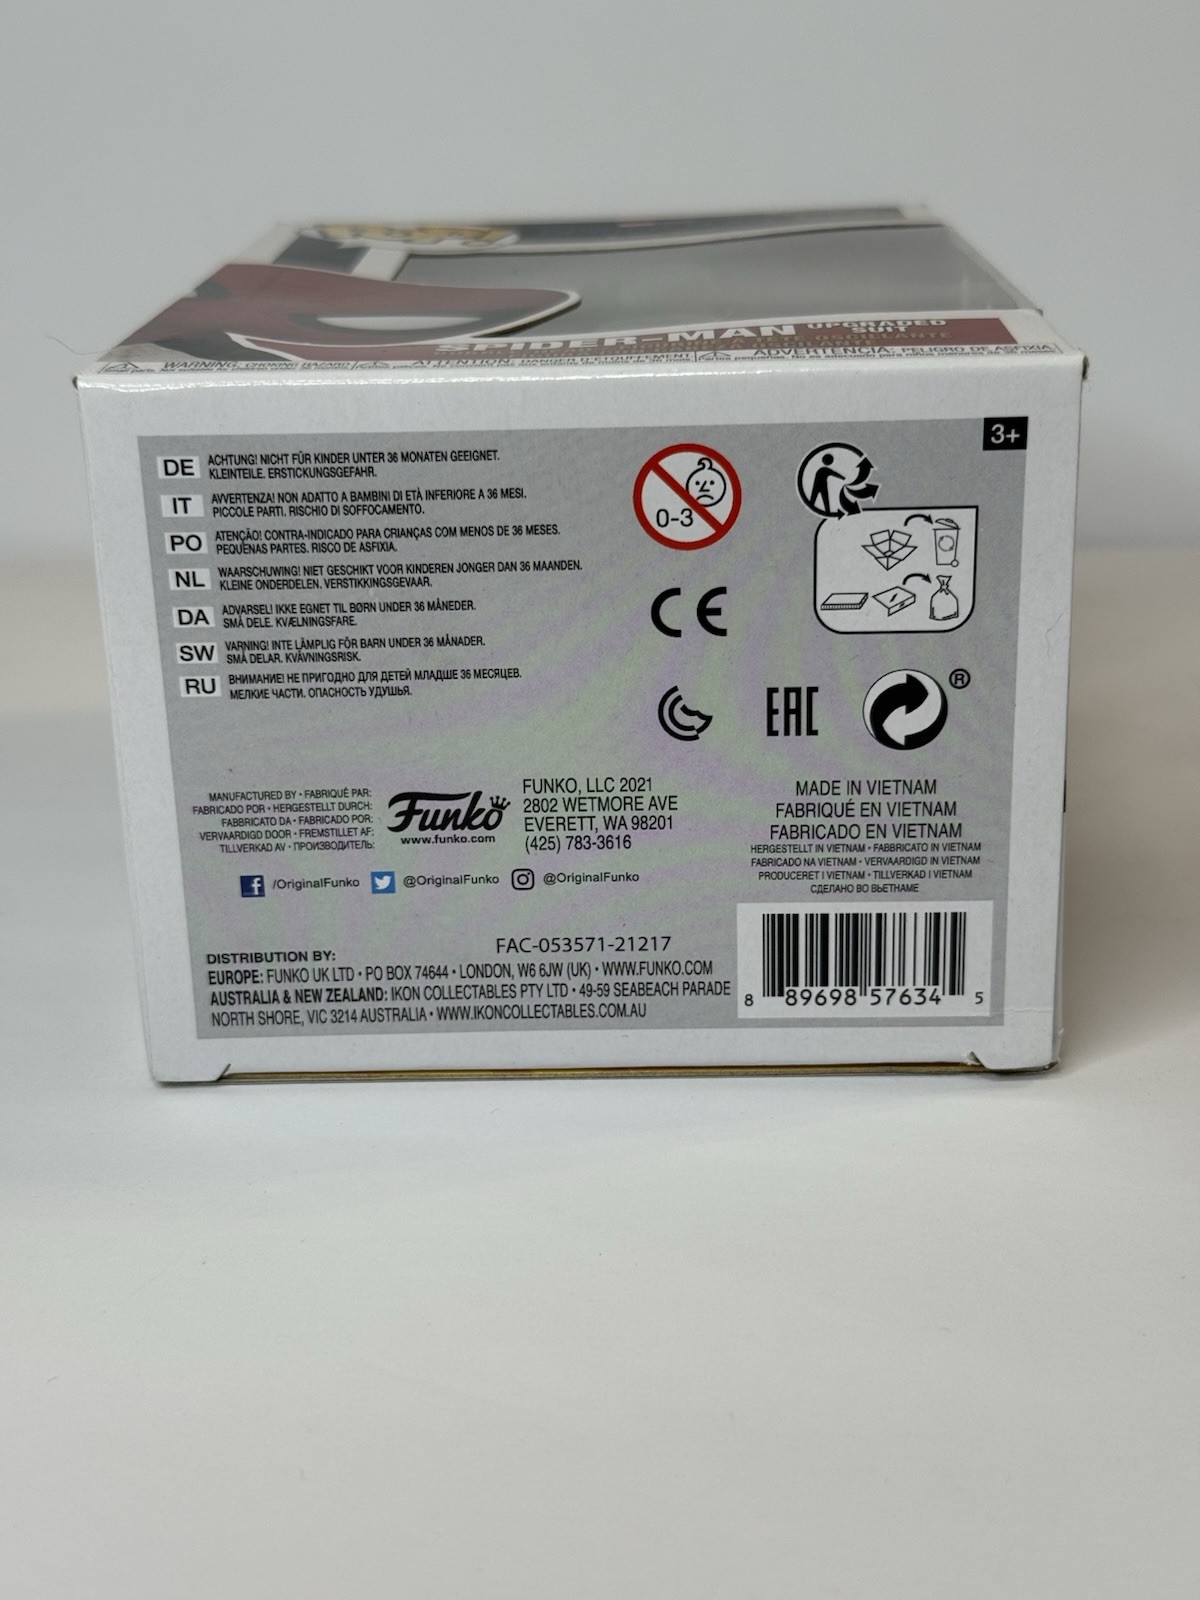 SPIDER-MAN UPGRADED
SUIT
WARNING: CHOKING HAZARD
ATTENTION: DANGER D'ÉTOUFFEMENT
ADVERTENCIA: PELIGRO DE ASFIXIA
3+
DE ACHTUNG! NICHT FÜR KINDER UNTER 36 MONATEN GEEIGNET.
KLEINTEILE. ERSTICKUNGSGEFAHR.
IT AVVERTENZA! NON ADATTO A BAMBINI DI ETÀ INFERIORE A 36 MESI.
PICCOLE PARTI. RISCHIO DI SOFFOCAMENTO.
PO ATENÇÃO! CONTRA-INDICADO PARA CRIANÇAS COM MENOS DE 36 MESES.
PEQUENAS PARTES. RISCO DE ASFIXIA.
NL WAARSCHUWING! NIET GESCHIKT VOOR KINDEREN JONGER DAN 36 MAANDEN.
KLEINE ONDERDELEN. VERSTIKKINGSGEVAAR.
DA ADVARSEL! IKKE EGNET TIL BØRN UNDER 36 MÅNEDER.
SMÅ DELE. KVÆLNINGSFARE.
SW VARNING! INTE LÄMPLIG FÖR BARN UNDER 36 MÅNADER.
SMÅ DELAR. KVÄVNINGSRISK.
RU ВНИМАНИЕ! НЕ ПРИГОДНО ДЛЯ ДЕТЕЙ МЛАДШЕ 36 МЕСЯЦЕВ.
МЕЛКИЕ ЧАСТИ. ОПАСНОСТЬ УДУШЬЯ.
0-3
CE
EAC
®
MANUFACTURED BY • FABRIQUÉ PAR:
FABRICADO POR • HERGESTELLT DURCH:
FABBRICATO DA • FABRICADO POR:
VERVAARDIGD DOOR • FREMSTILLET AF:
TILLVERKAD AV • ПРОИЗВОДИТЕЛЬ:
Funko
www.funko.com
FUNKO, LLC 2021
2802 WETMORE AVE
EVERETT, WA 98201
(425) 783-3616
MADE IN VIETNAM
FABRIQUÉ EN VIETNAM
FABRICADO EN VIETNAM
HERGESTELLT IN VIETNAM • FABBRICATO IN VIETNAM
FABRICADO NA VIETNAM • VERVAARDIGD IN VIETNAM
PRODUCERET I VIETNAM • TILLVERKAD I VIETNAM
СДЕЛАНО ВО ВЬЕТНАМЕ
/OriginalFunko @OriginalFunko @OriginalFunko
FAC-053571-21217
DISTRIBUTION BY:
EUROPE: FUNKO UK LTD • PO BOX 74644 • LONDON, W6 6JW (UK) • WWW.FUNKO.COM
AUSTRALIA & NEW ZEALAND: IKON COLLECTABLES PTY LTD • 49-59 SEABEACH PARADE
NORTH SHORE, VIC 3214 AUSTRALIA • WWW.IKONCOLLECTABLES.COM.AU
8 89698 57634 5